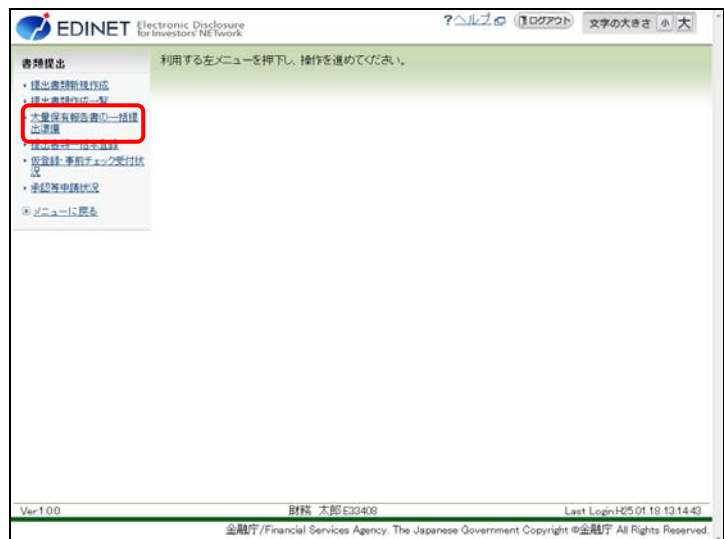 EDINET Electronic Disclosure for Investors' NETwork
?ヘルプ ログアウト 文字の大きさ 小 大
書類提出
利用する左メニューを押下し、操作を進めてください。
提出書類新規作成
提出書類作成一覧
大量保有報告書の一括提
出準備
提出書類一括本登録
仮登録・事前チェック受付状
況
承認等申請状況
メニューに戻る
Ver.1.0.0 財務 太郎 E33408 Last Login:H25.01.18 13:14:43
金融庁/Financial Services Agency. The Japanese Government Copyright ©金融庁 All Rights Reserved.